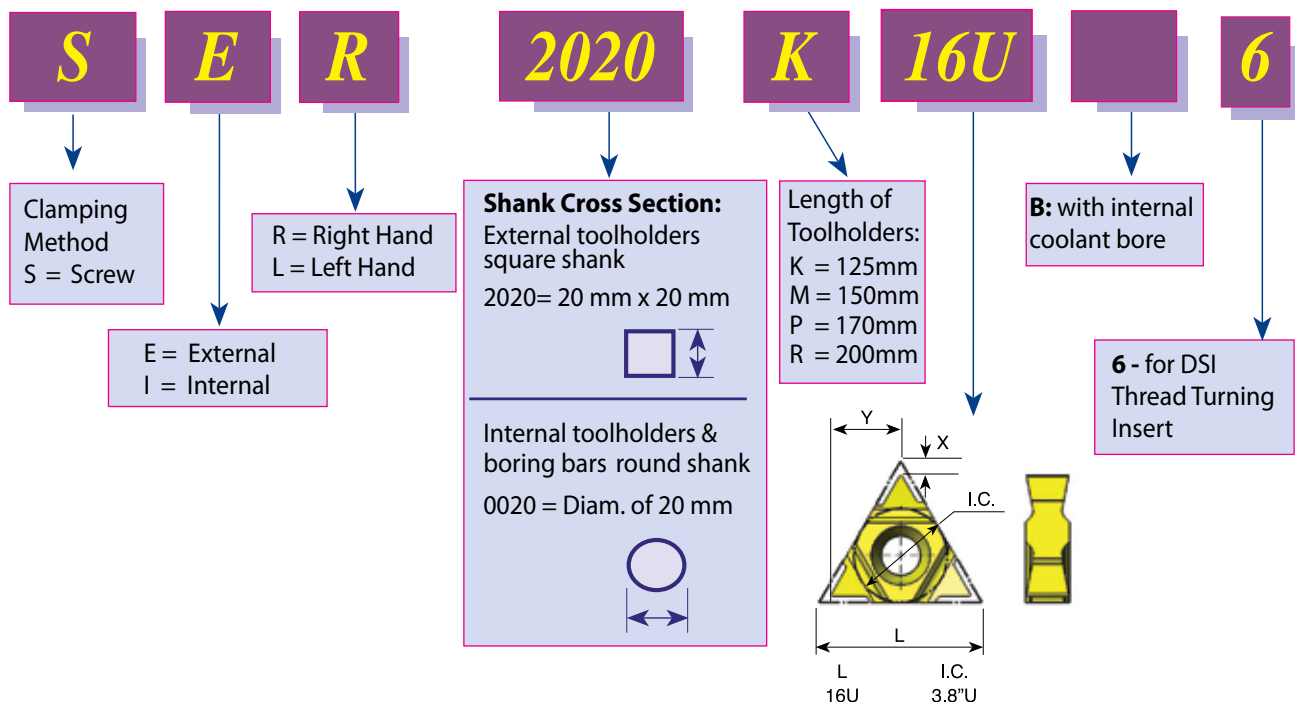 S E R 2020 K 16U 6
Clamping
Method
S = Screw
E = External
I = Internal
R = Right Hand
L = Left Hand
Shank Cross Section:
External toolholders
square shank
2020= 20 mm x 20 mm
Internal toolholders &
boring bars round shank
0020 = Diam. of 20 mm
Length of
Toolholders:
K = 125mm
M = 150mm
P = 170mm
R = 200mm
Y
X
I.C.
L
L I.C.
16U 3.8”U
B: with internal
coolant bore
6 - for DSI
Thread Turning
Insert